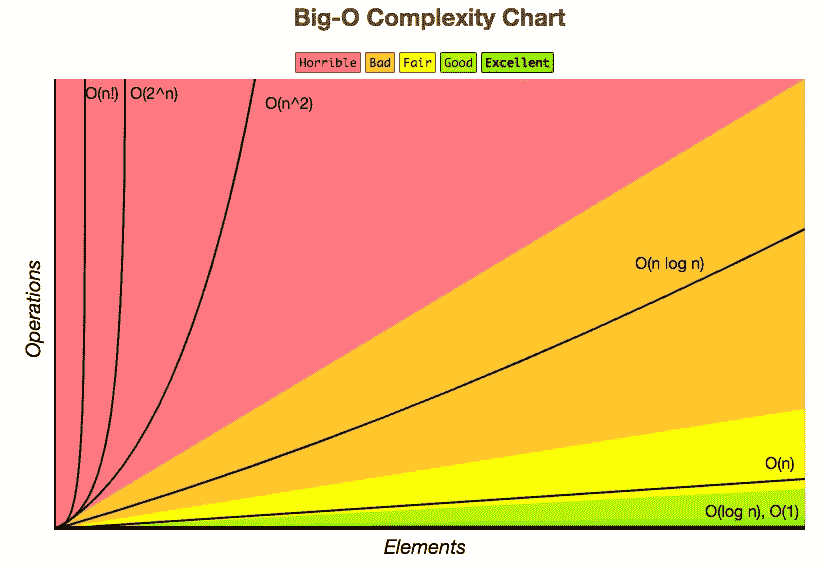 Big-O Complexity Chart
Horrible Bad Fair Good Excellent
O(n!) O(2^n) O(n^2)
O(n log n)
O(n)
O(log n), O(1)
Operations
Elements